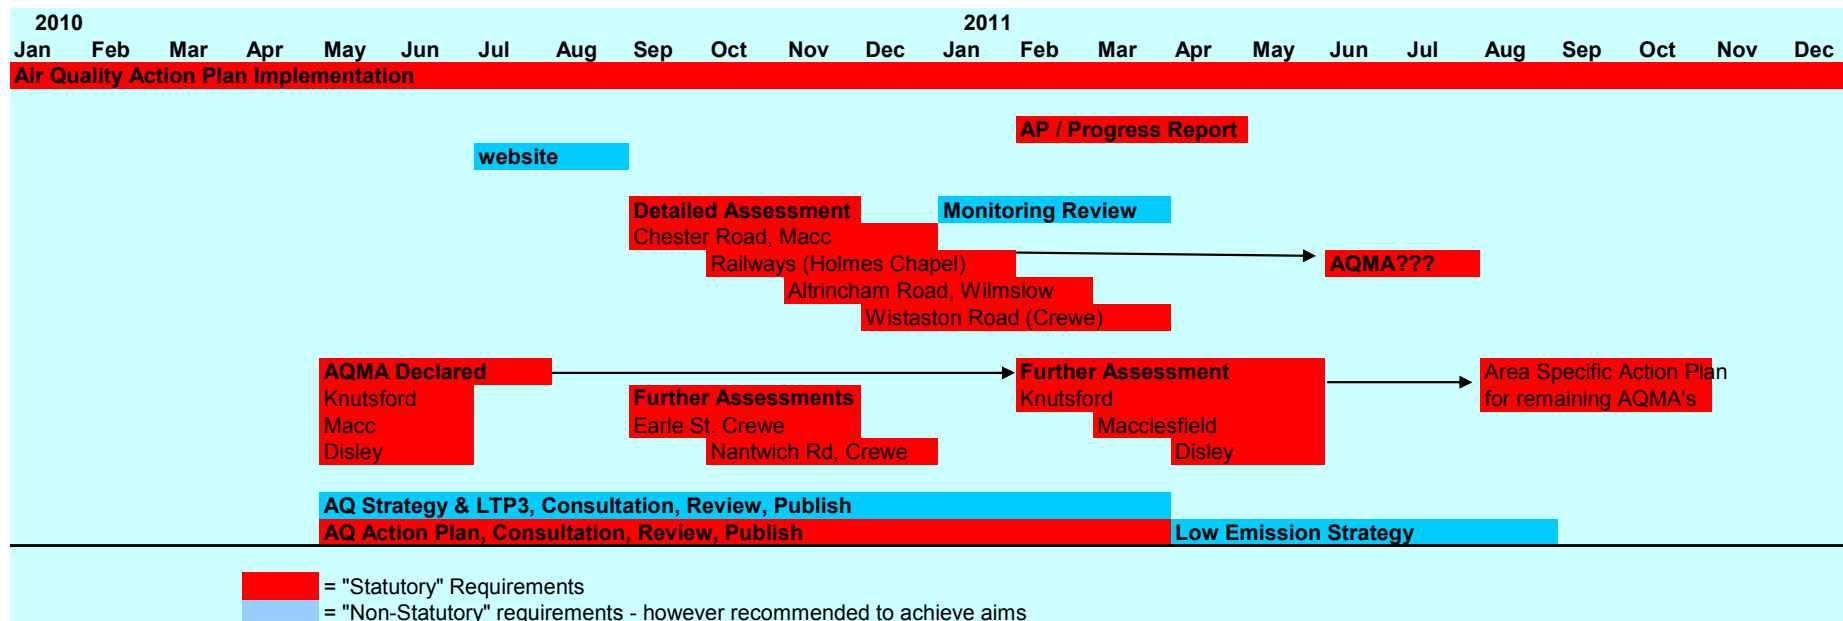 2010 2011
Jan Feb Mar Apr May Jun Jul Aug Sep Oct Nov Dec Jan Feb Mar Apr May Jun Jul Aug Sep Oct Nov Dec
Air Quality Action Plan Implementation
AP / Progress Report
website
Detailed Assessment Monitoring Review
Chester Road, Macc
Railways (Holmes Chapel) AQMA???
Altrincham Road, Wilmslow
Wistaston Road (Crewe)
AQMA Declared Further Assessment Area Specific Action Plan
Knutsford Further Assessments Knutsford for remaining AQMA's
Macc Earle St. Crewe Macclesfield
Disley Nantwich Rd, Crewe Disley
AQ Strategy & LTP3, Consultation, Review, Publish
AQ Action Plan, Consultation, Review, Publish Low Emission Strategy
= "Statutory" Requirements
= "Non-Statutory" requirements - however recommended to achieve aims